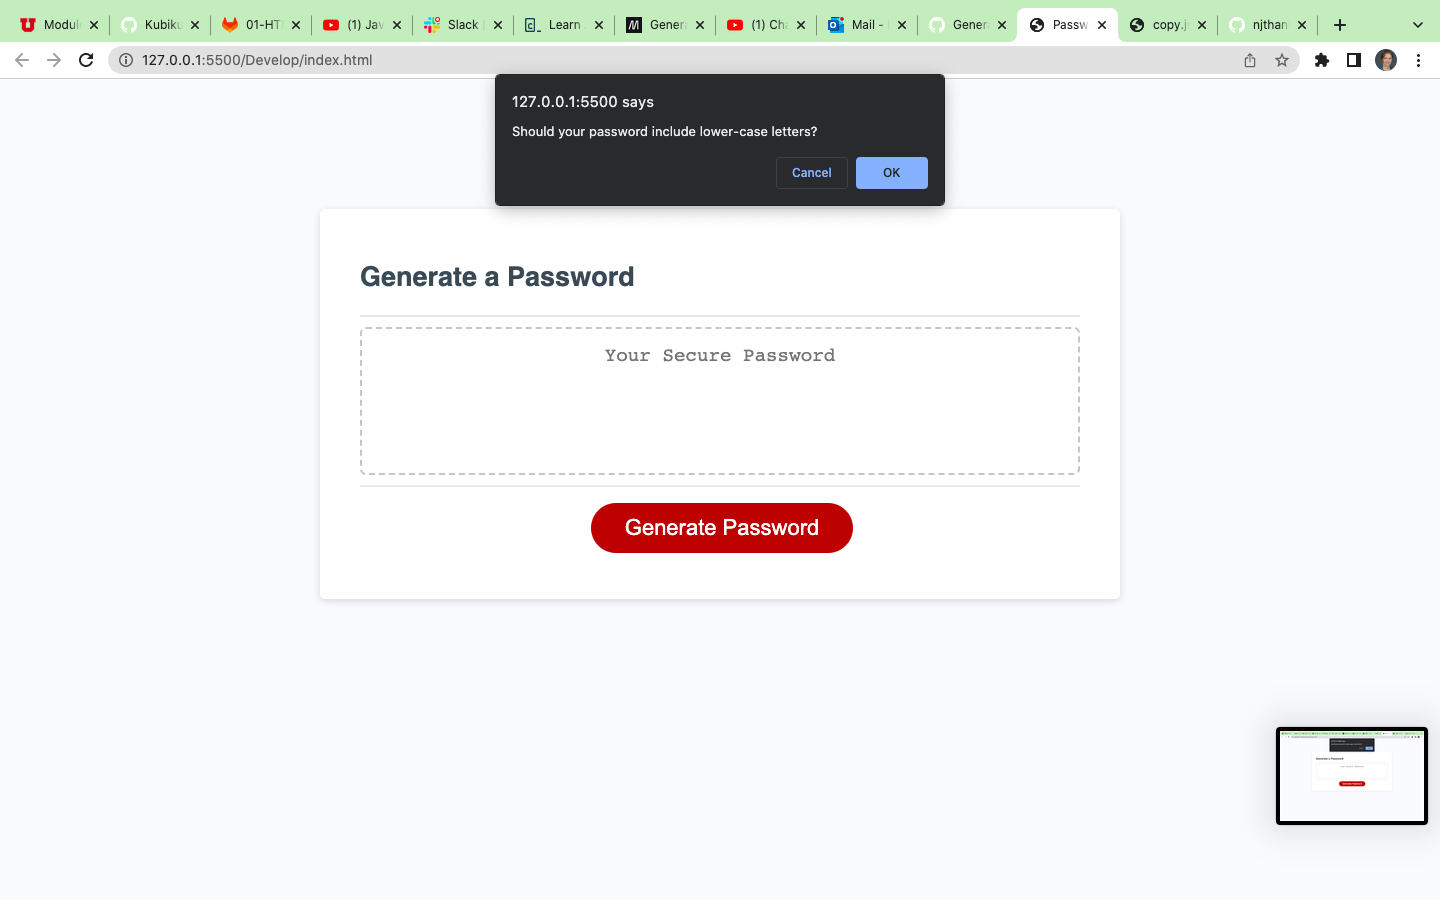 Modul
Kubiku
01-HT
(1) Jav
Slack
Learn
Genera
(1) Cha
Mail -
Genera
Passw
copy.j
njthan
127.0.0.1:5500/Develop/index.html
127.0.0.1:5500 says
Should your password include lower-case letters?
Cancel
OK
Generate a Password
Your Secure Password
Generate Password